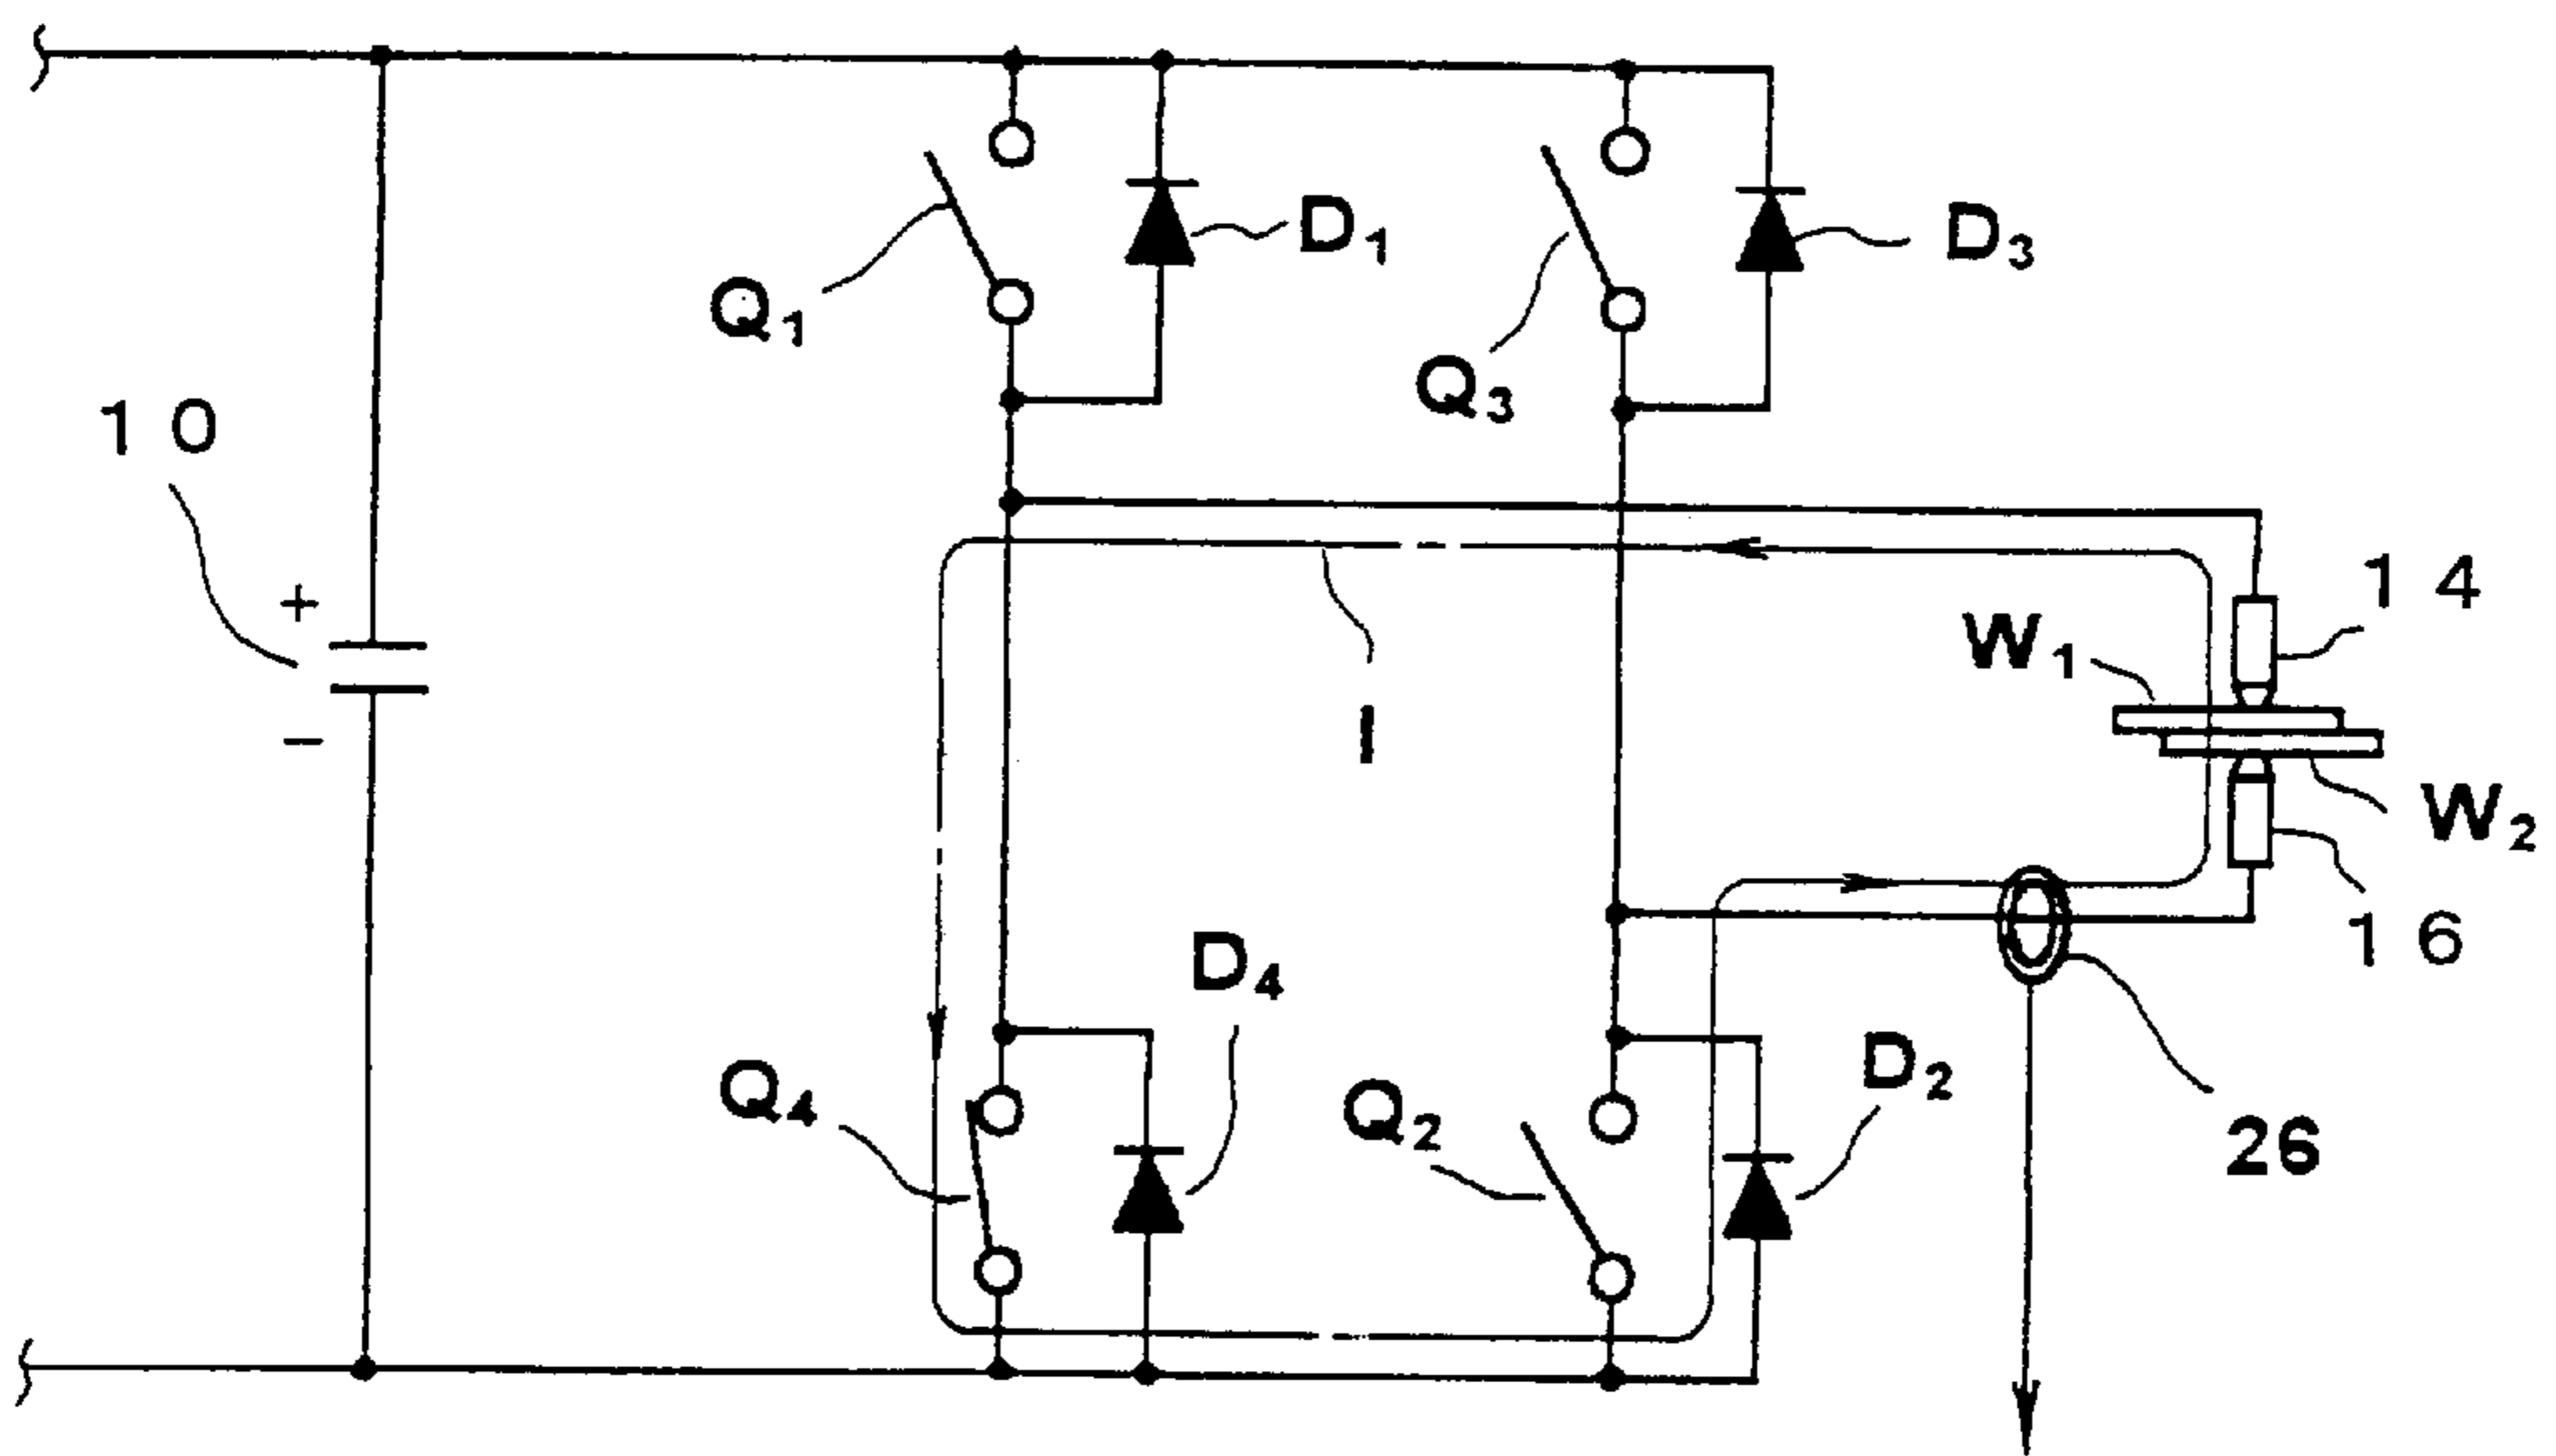 D₁
D₃
Q₁
Q₃
10
+
−
14
W₁
I
W₂
16
D₄
D₂
Q₄
Q₂
26